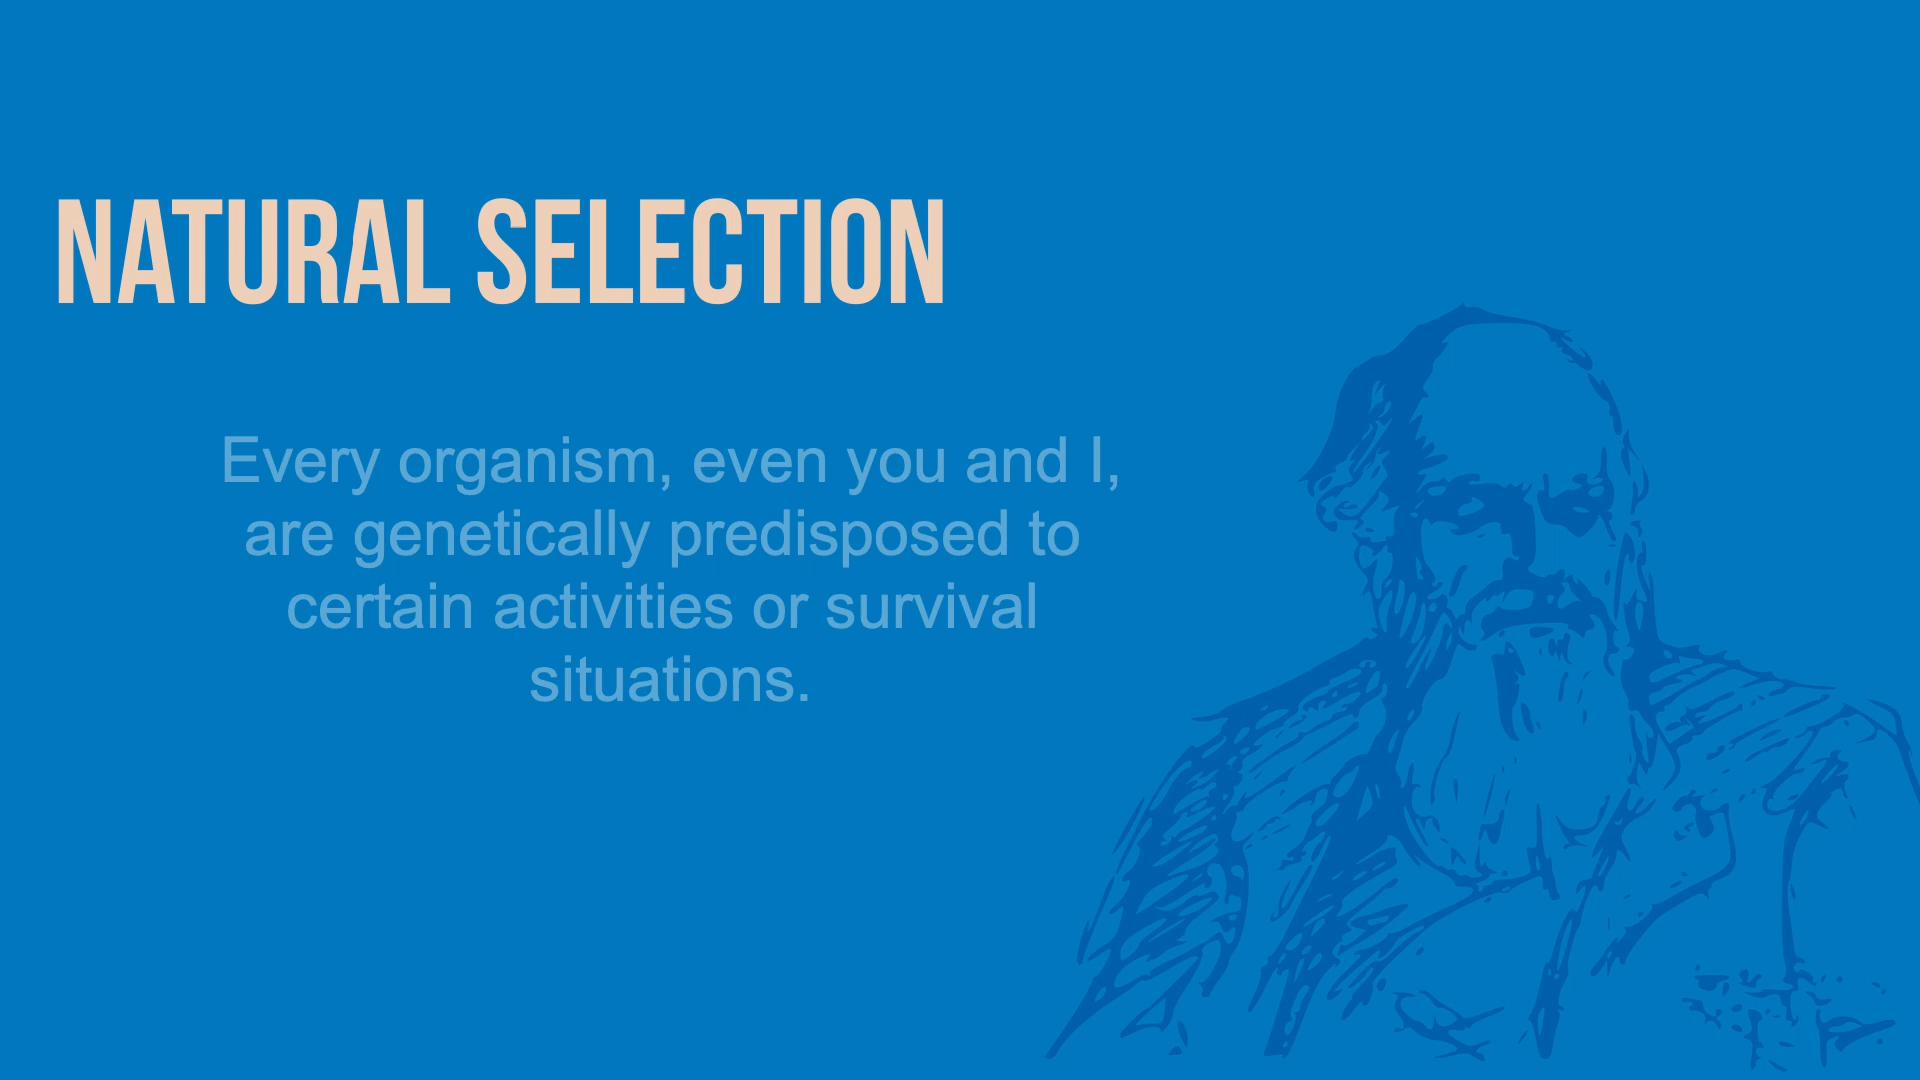 NATURAL SELECTION
Every organism, even you and I,
are genetically predisposed to
certain activities or survival
situations.